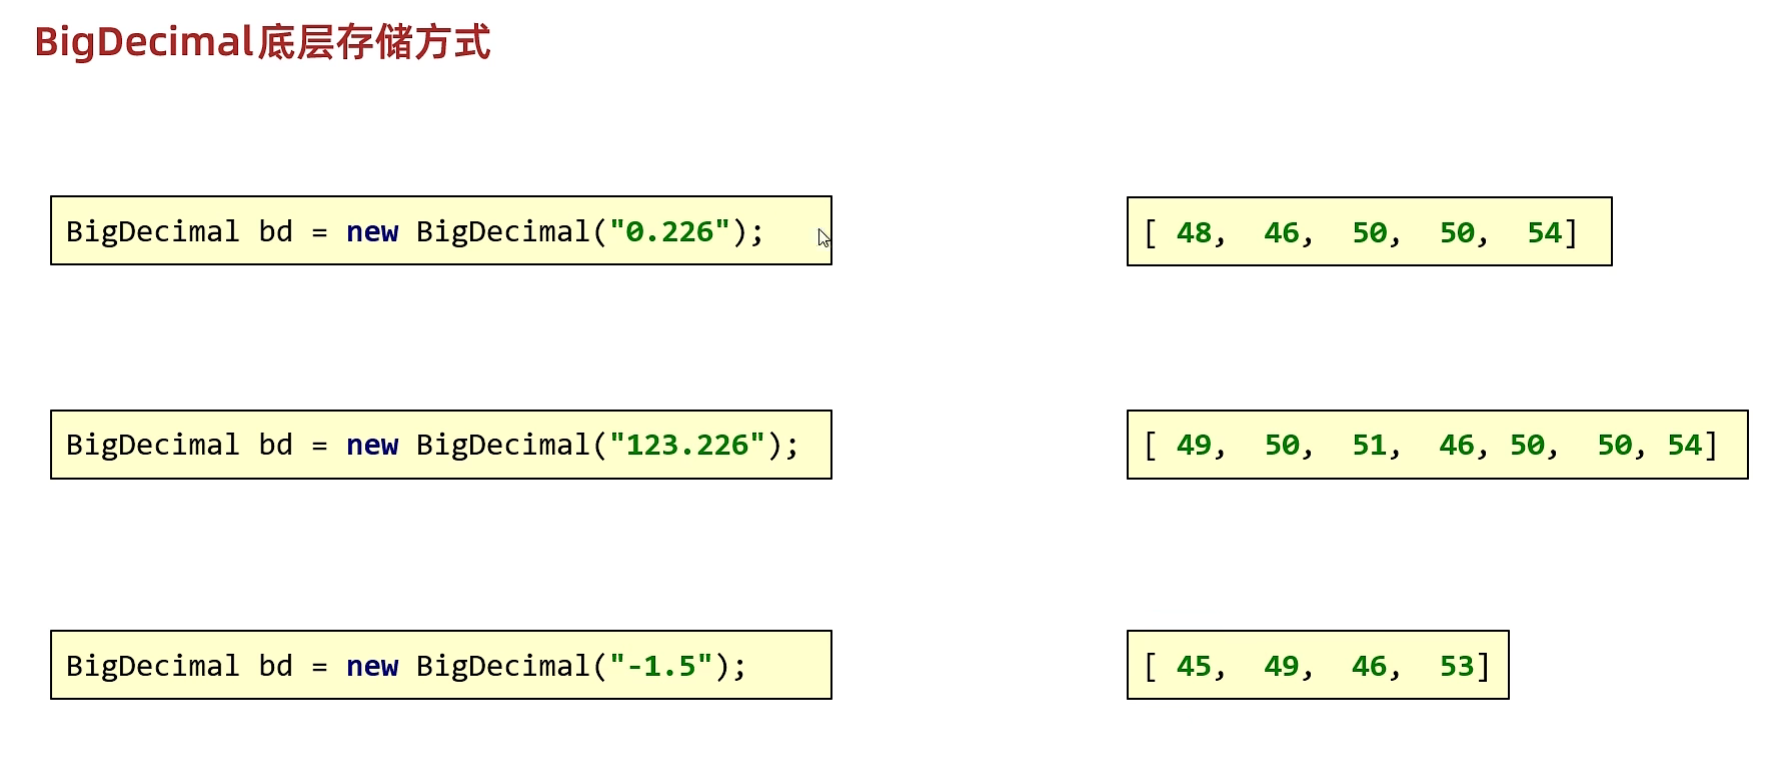 BigDecimal底层存储方式
BigDecimal bd = new BigDecimal("0.226");
[ 48, 46, 50, 50, 54]
BigDecimal bd = new BigDecimal("123.226");
[ 49, 50, 51, 46, 50, 50, 54]
BigDecimal bd = new BigDecimal("-1.5");
[ 45, 49, 46, 53]